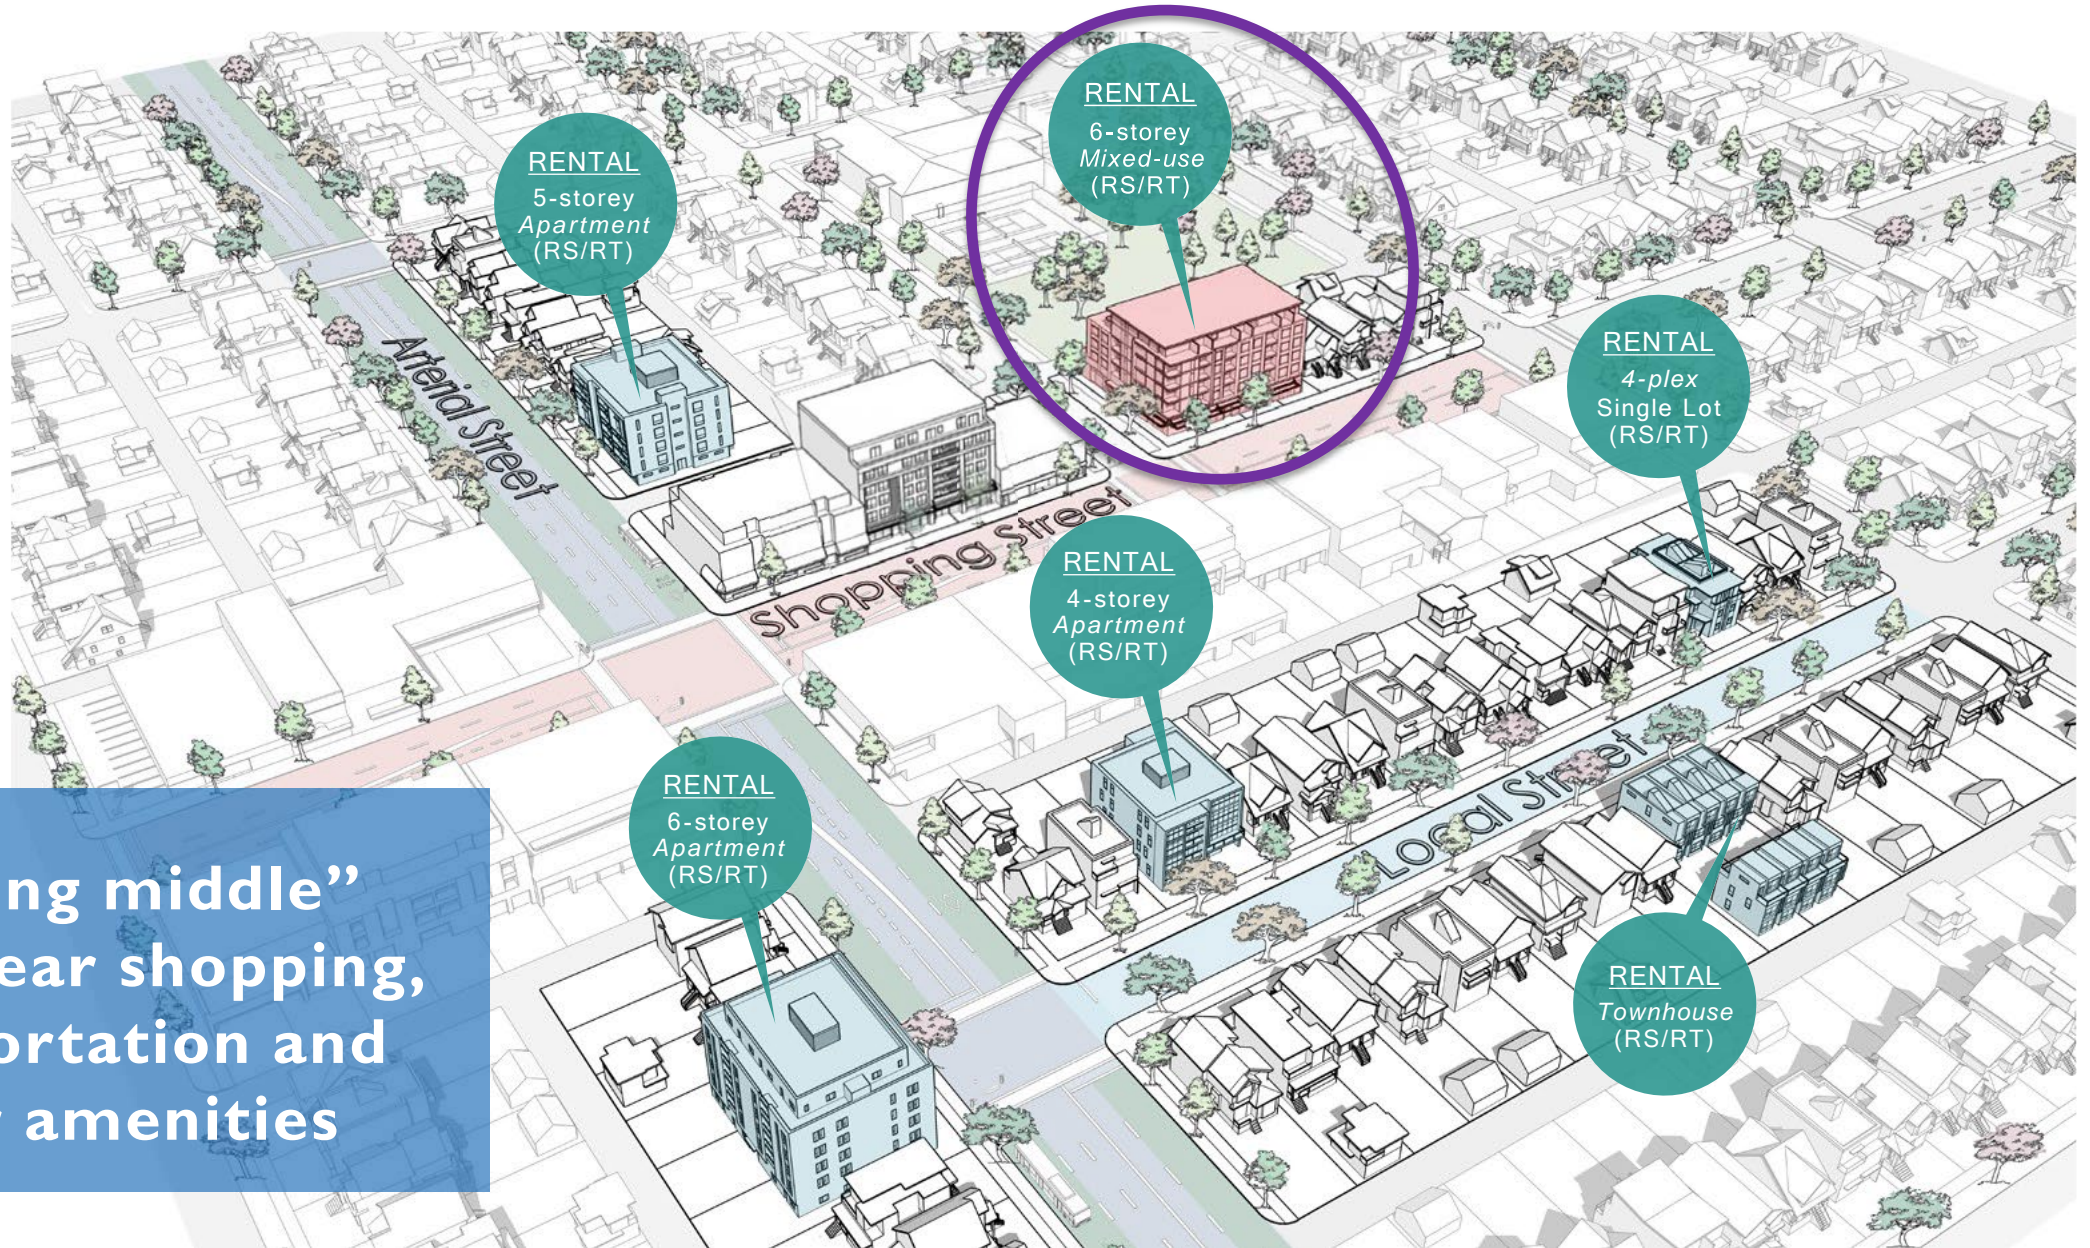 RENTAL
6-storey
Mixed-use
(RS/RT)
RENTAL
5-storey
Apartment
(RS/RT)
RENTAL
4-plex
Single Lot
(RS/RT)
Arterial Street
Shopping Street
RENTAL
4-storey
Apartment
(RS/RT)
Local Street
RENTAL
6-storey
Apartment
(RS/RT)
ng middle”
ear shopping,
ortation and
amenities
RENTAL
Townhouse
(RS/RT)